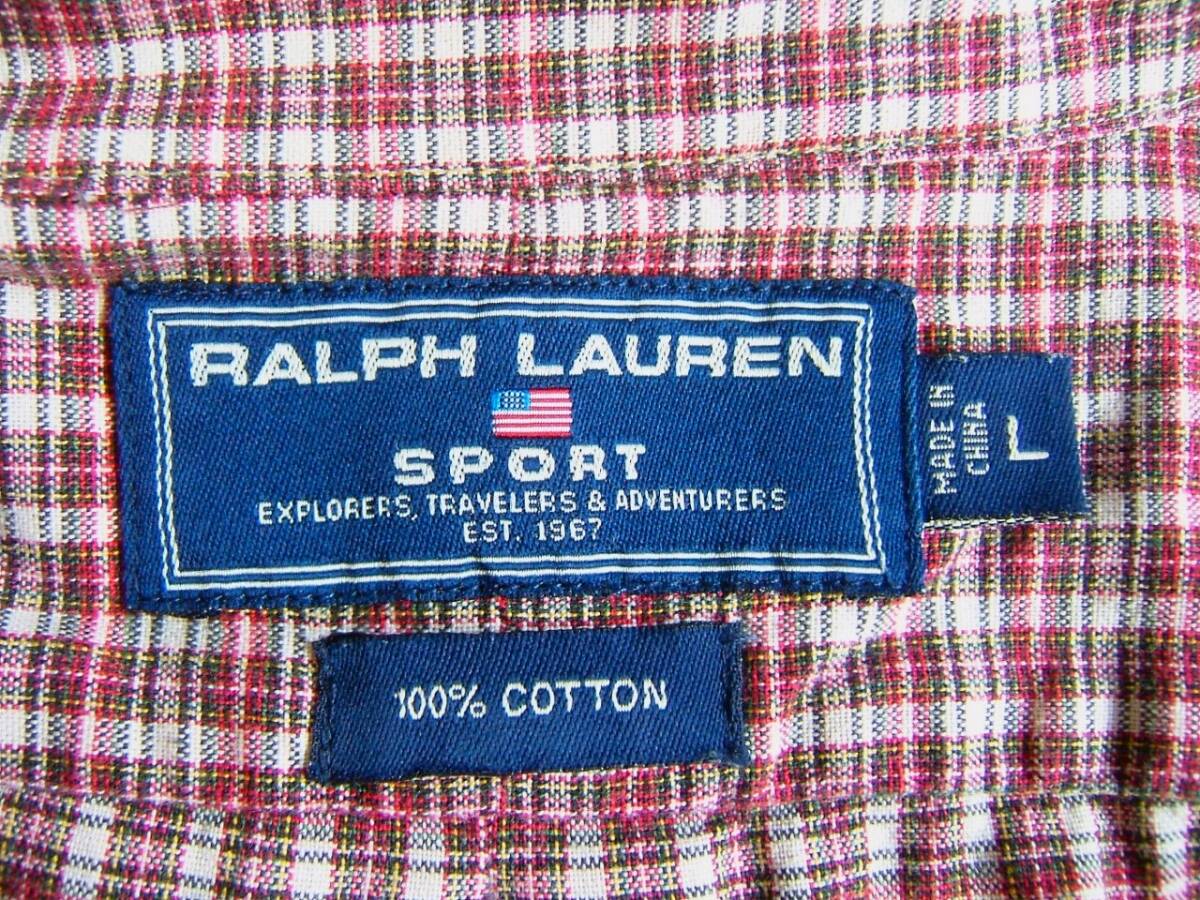 RALPH LAUREN
SPORT
EXPLORERS, TRAVELERS & ADVENTURERS
EST. 1967
MADE IN
CHINA
L
100% COTTON